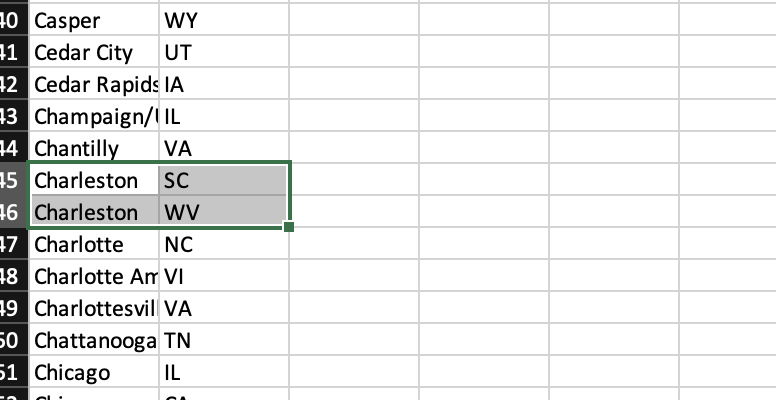 40 Casper WY
41 Cedar City UT
42 Cedar Rapids IA
43 Champaign/ IL
44 Chantilly VA
45 Charleston SC
46 Charleston WV
47 Charlotte NC
48 Charlotte Am VI
49 Charlottesvil VA
50 Chattanooga TN
51 Chicago IL